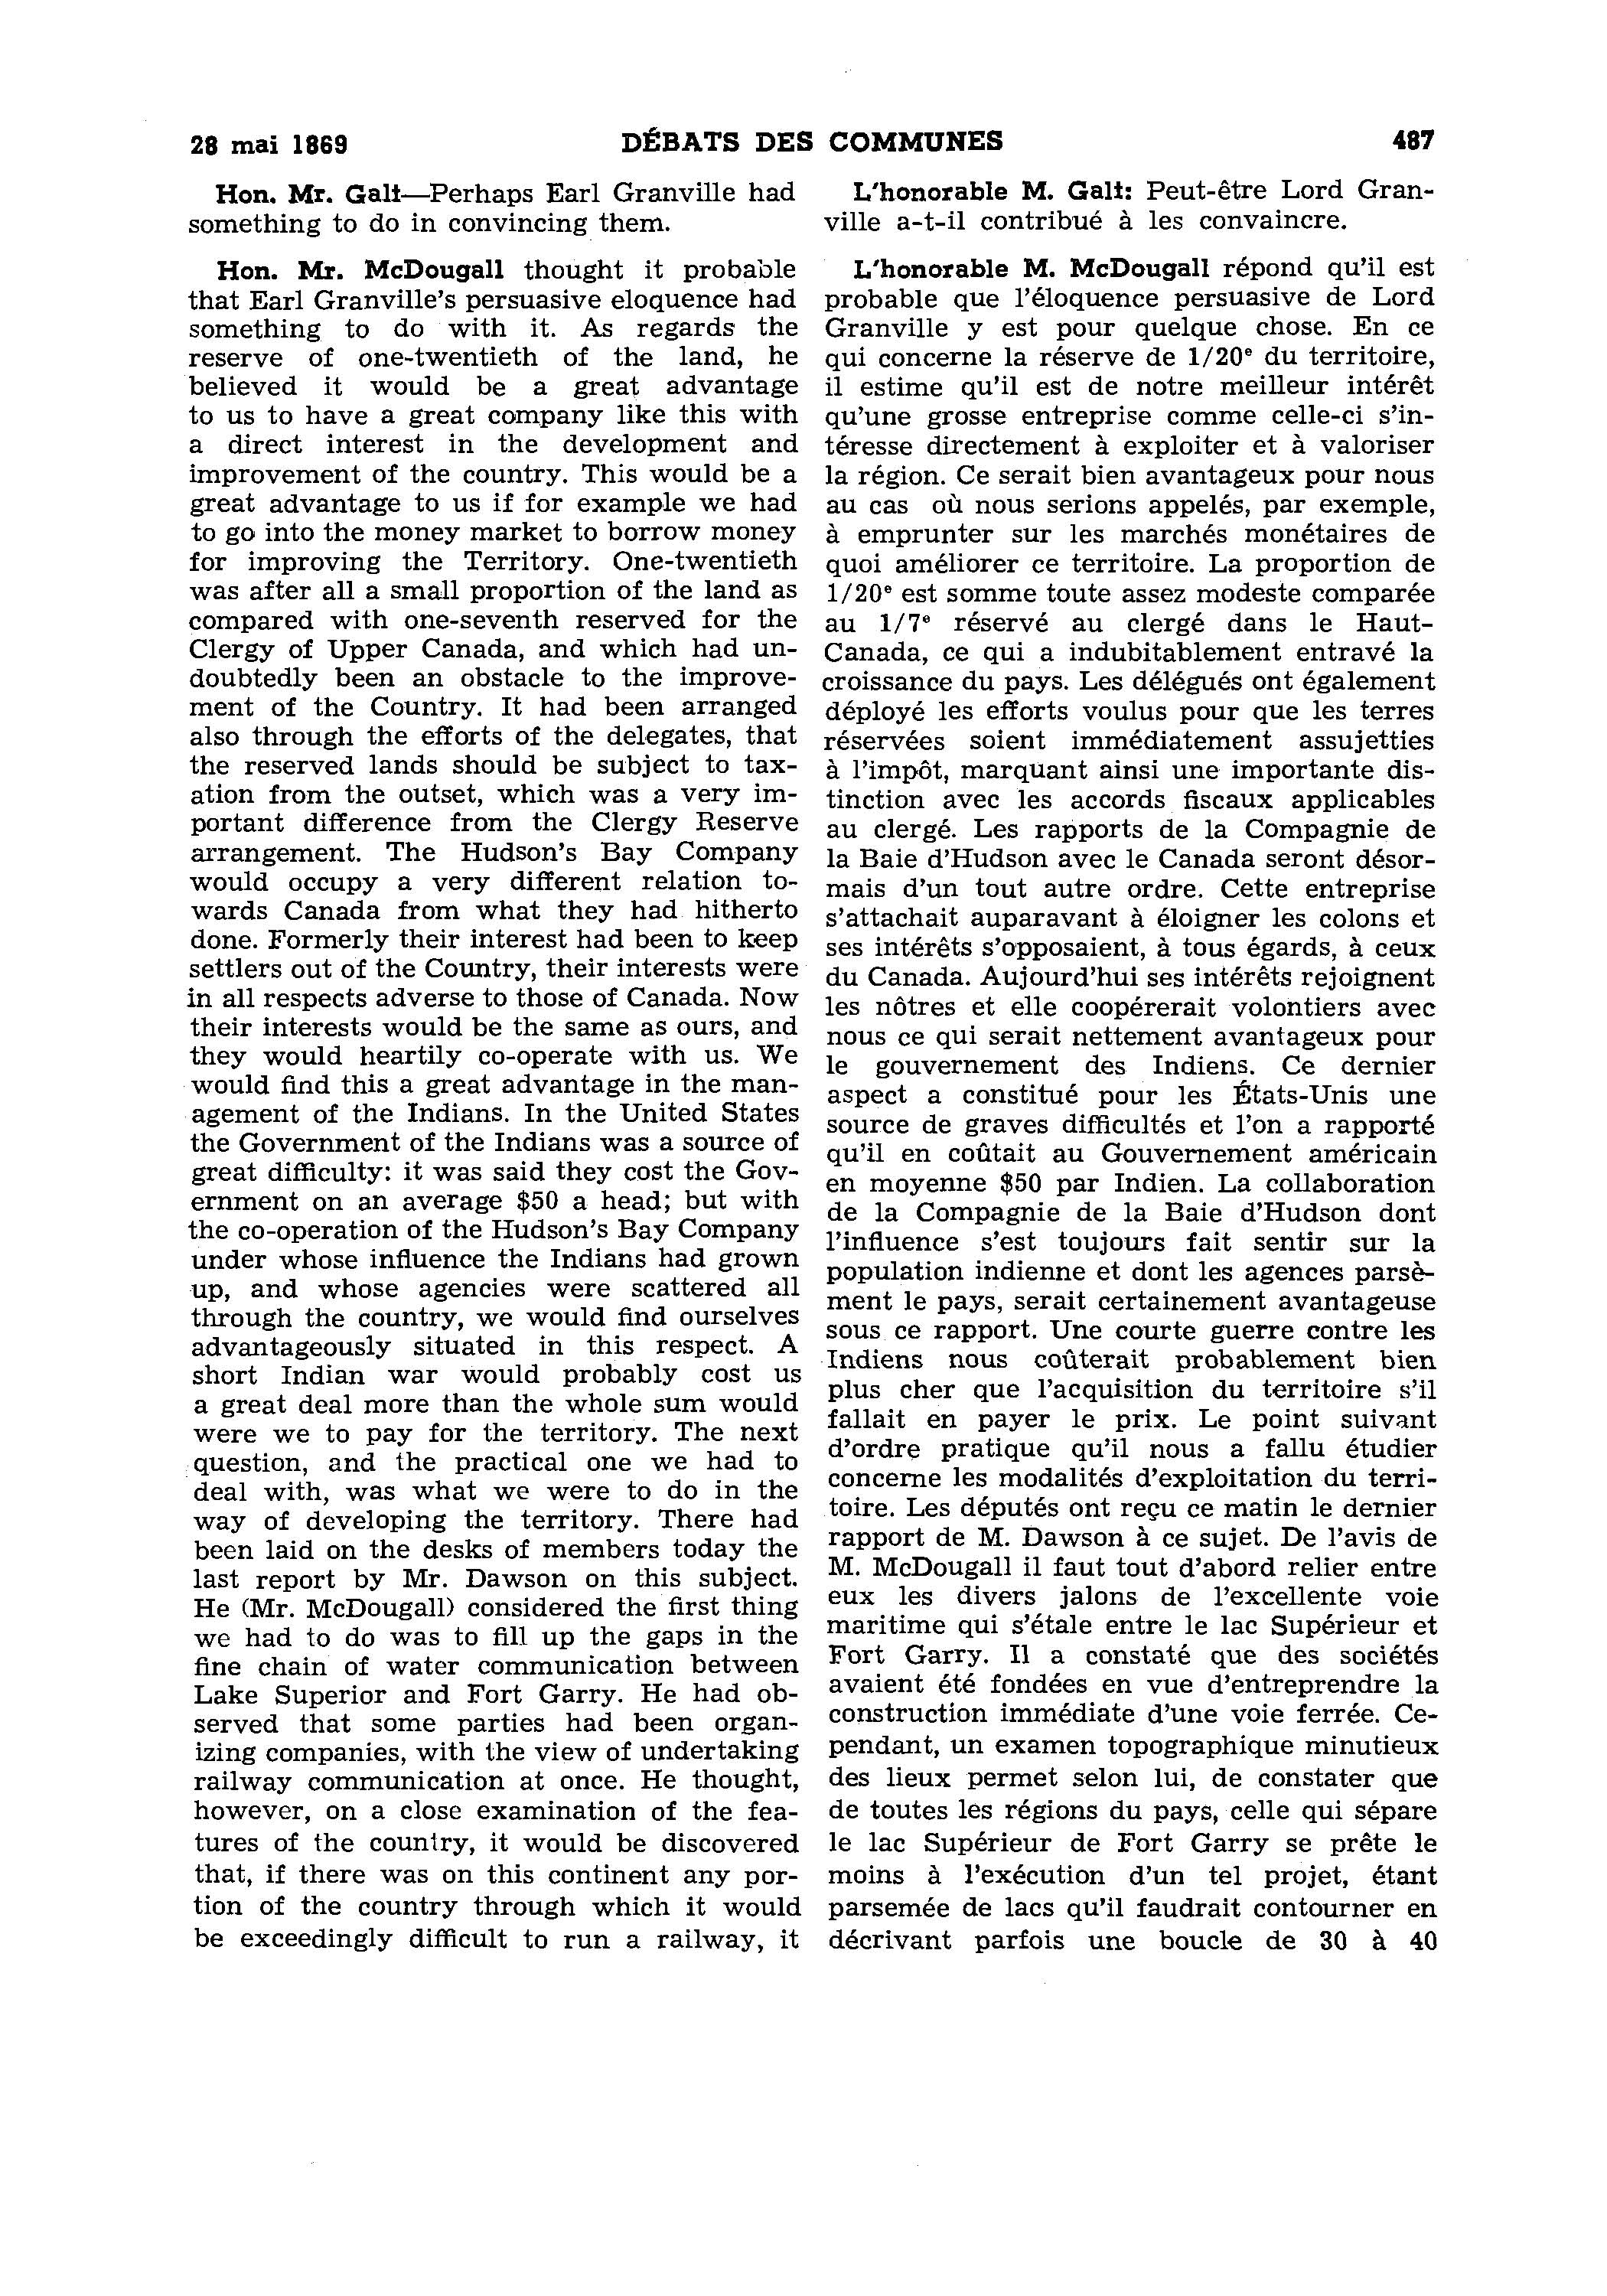 28 mai 1869
DÉBATS DES COMMUNES
487
Hon. Mr. Galt—Perhaps Earl Granville had
something to do in convincing them.
Hon. Mr. McDougall thought it probable
that Earl Granville's persuasive eloquence had
something to do with it. As regards the
reserve of one-twentieth of the land, he
believed it would be a great advantage
to us to have a great company like this with
a direct interest in the development and
improvement of the country. This would be a
great advantage to us if for example we had
to go into the money market to borrow money
for improving the Territory. One-twentieth
was after all a small proportion of the land as
compared with one-seventh reserved for the
Clergy of Upper Canada, and which had un-
doubtedly been an obstacle to the improve-
ment of the Country. It had been arranged
also through the efforts of the delegates, that
the reserved lands should be subject to tax-
ation from the outset, which was a very im-
portant difference from the Clergy Reserve
arrangement. The Hudson's Bay Company
would occupy a very different relation to-
wards Canada from what they had hitherto
done. Formerly their interest had been to keep
settlers out of the Country, their interests were
in all respects adverse to those of Canada. Now
their interests would be the same as ours, and
they would heartily co-operate with us. We
would find this a great advantage in the man-
agement of the Indians. In the United States
the Government of the Indians was a source of
great difficulty: it was said they cost the Gov-
ernment on an average $50 a head; but with
the co-operation of the Hudson's Bay Company
under whose influence the Indians had grown
up, and whose agencies were scattered all
through the country, we would find ourselves
advantageously situated in this respect. A
short Indian war would probably cost us
a great deal more than the whole sum would
were we to pay for the territory. The next
question, and the practical one we had to
deal with, was what we were to do in the
way of developing the territory. There had
been laid on the desks of members today the
last report by Mr. Dawson on this subject.
He (Mr. McDougall) considered the first thing
we had to do was to fill up the gaps in the
fine chain of water communication between
Lake Superior and Fort Garry. He had ob-
served that some parties had been organ-
izing companies, with the view of undertaking
railway communication at once. He thought,
however, on a close examination of the fea-
tures of the country, it would be discovered
that, if there was on this continent any por-
tion of the country through which it would
be exceedingly difficult to run a railway, it
L'honorable M. Galt: Peut-être Lord Gran-
ville a-t-il contribué à les convaincre.
L'honorable M. McDougall répond qu'il est
probable que l'éloquence persuasive de Lord
Granville y est pour quelque chose. En ce
qui concerne la réserve de 1/20e du territoire,
il estime qu'il est de notre meilleur intérêt
qu'une grosse entreprise comme celle-ci s'in-
téresse directement à exploiter et à valoriser
la région. Ce serait bien avantageux pour nous
au cas où nous serions appelés, par exemple,
à emprunter sur les marchés monétaires de
quoi améliorer ce territoire. La proportion de
1/20e est somme toute assez modeste comparée
au 1/7e réservé au clergé dans le Haut-
Canada, ce qui a indubitablement entravé la
croissance du pays. Les délégués ont également
déployé les efforts voulus pour que les terres
réservées soient immédiatement assujetties
à l'impôt, marquant ainsi une importante dis-
tinction avec les accords fiscaux applicables
au clergé. Les rapports de la Compagnie de
la Baie d'Hudson avec le Canada seront désor-
mais d'un tout autre ordre. Cette entreprise
s'attachait auparavant à éloigner les colons et
ses intérêts s'opposaient, à tous égards, à ceux
du Canada. Aujourd'hui ses intérêts rejoignent
les nôtres et elle coopérerait volontiers avec
nous ce qui serait nettement avantageux pour
le gouvernement des Indiens. Ce dernier
aspect a constitué pour les États-Unis une
source de graves difficultés et l'on a rapporté
qu'il en coûtait au Gouvernement américain
en moyenne $50 par Indien. La collaboration
de la Compagnie de la Baie d'Hudson dont
l'influence s'est toujours fait sentir sur la
population indienne et dont les agences parsè-
ment le pays, serait certainement avantageuse
sous ce rapport. Une courte guerre contre les
Indiens nous coûterait probablement bien
plus cher que l'acquisition du territoire s'il
fallait en payer le prix. Le point suivant
d'ordre pratique qu'il nous a fallu étudier
concerne les modalités d'exploitation du terri-
toire. Les députés ont reçu ce matin le dernier
rapport de M. Dawson à ce sujet. De l'avis de
M. McDougall il faut tout d'abord relier entre
eux les divers jalons de l'excellente voie
maritime qui s'étale entre le lac Supérieur et
Fort Garry. Il a constaté que des sociétés
avaient été fondées en vue d'entreprendre la
construction immédiate d'une voie ferrée. Ce-
pendant, un examen topographique minutieux
des lieux permet selon lui, de constater que
de toutes les régions du pays, celle qui sépare
le lac Supérieur de Fort Garry se prête le
moins à l'exécution d'un tel projet, étant
parsemée de lacs qu'il faudrait contourner en
décrivant parfois une boucle de 30 à 40